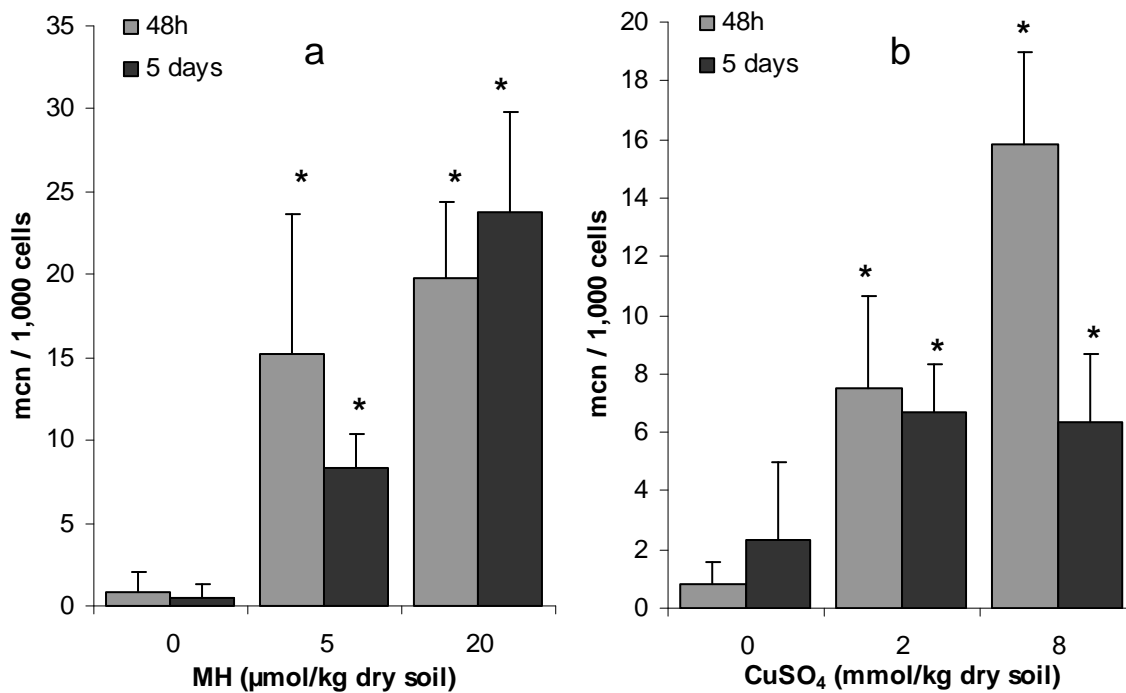 48h
5 days
a
mcn / 1,000 cells
35
30
25
20
15
10
5
0
* * * *
0 5 20
MH (µmol/kg dry soil)
48h
5 days
b
mcn / 1,000 cells
20
18
16
14
12
10
8
6
4
2
0
* * * *
0 2 8
CuSO₄ (mmol/kg dry soil)